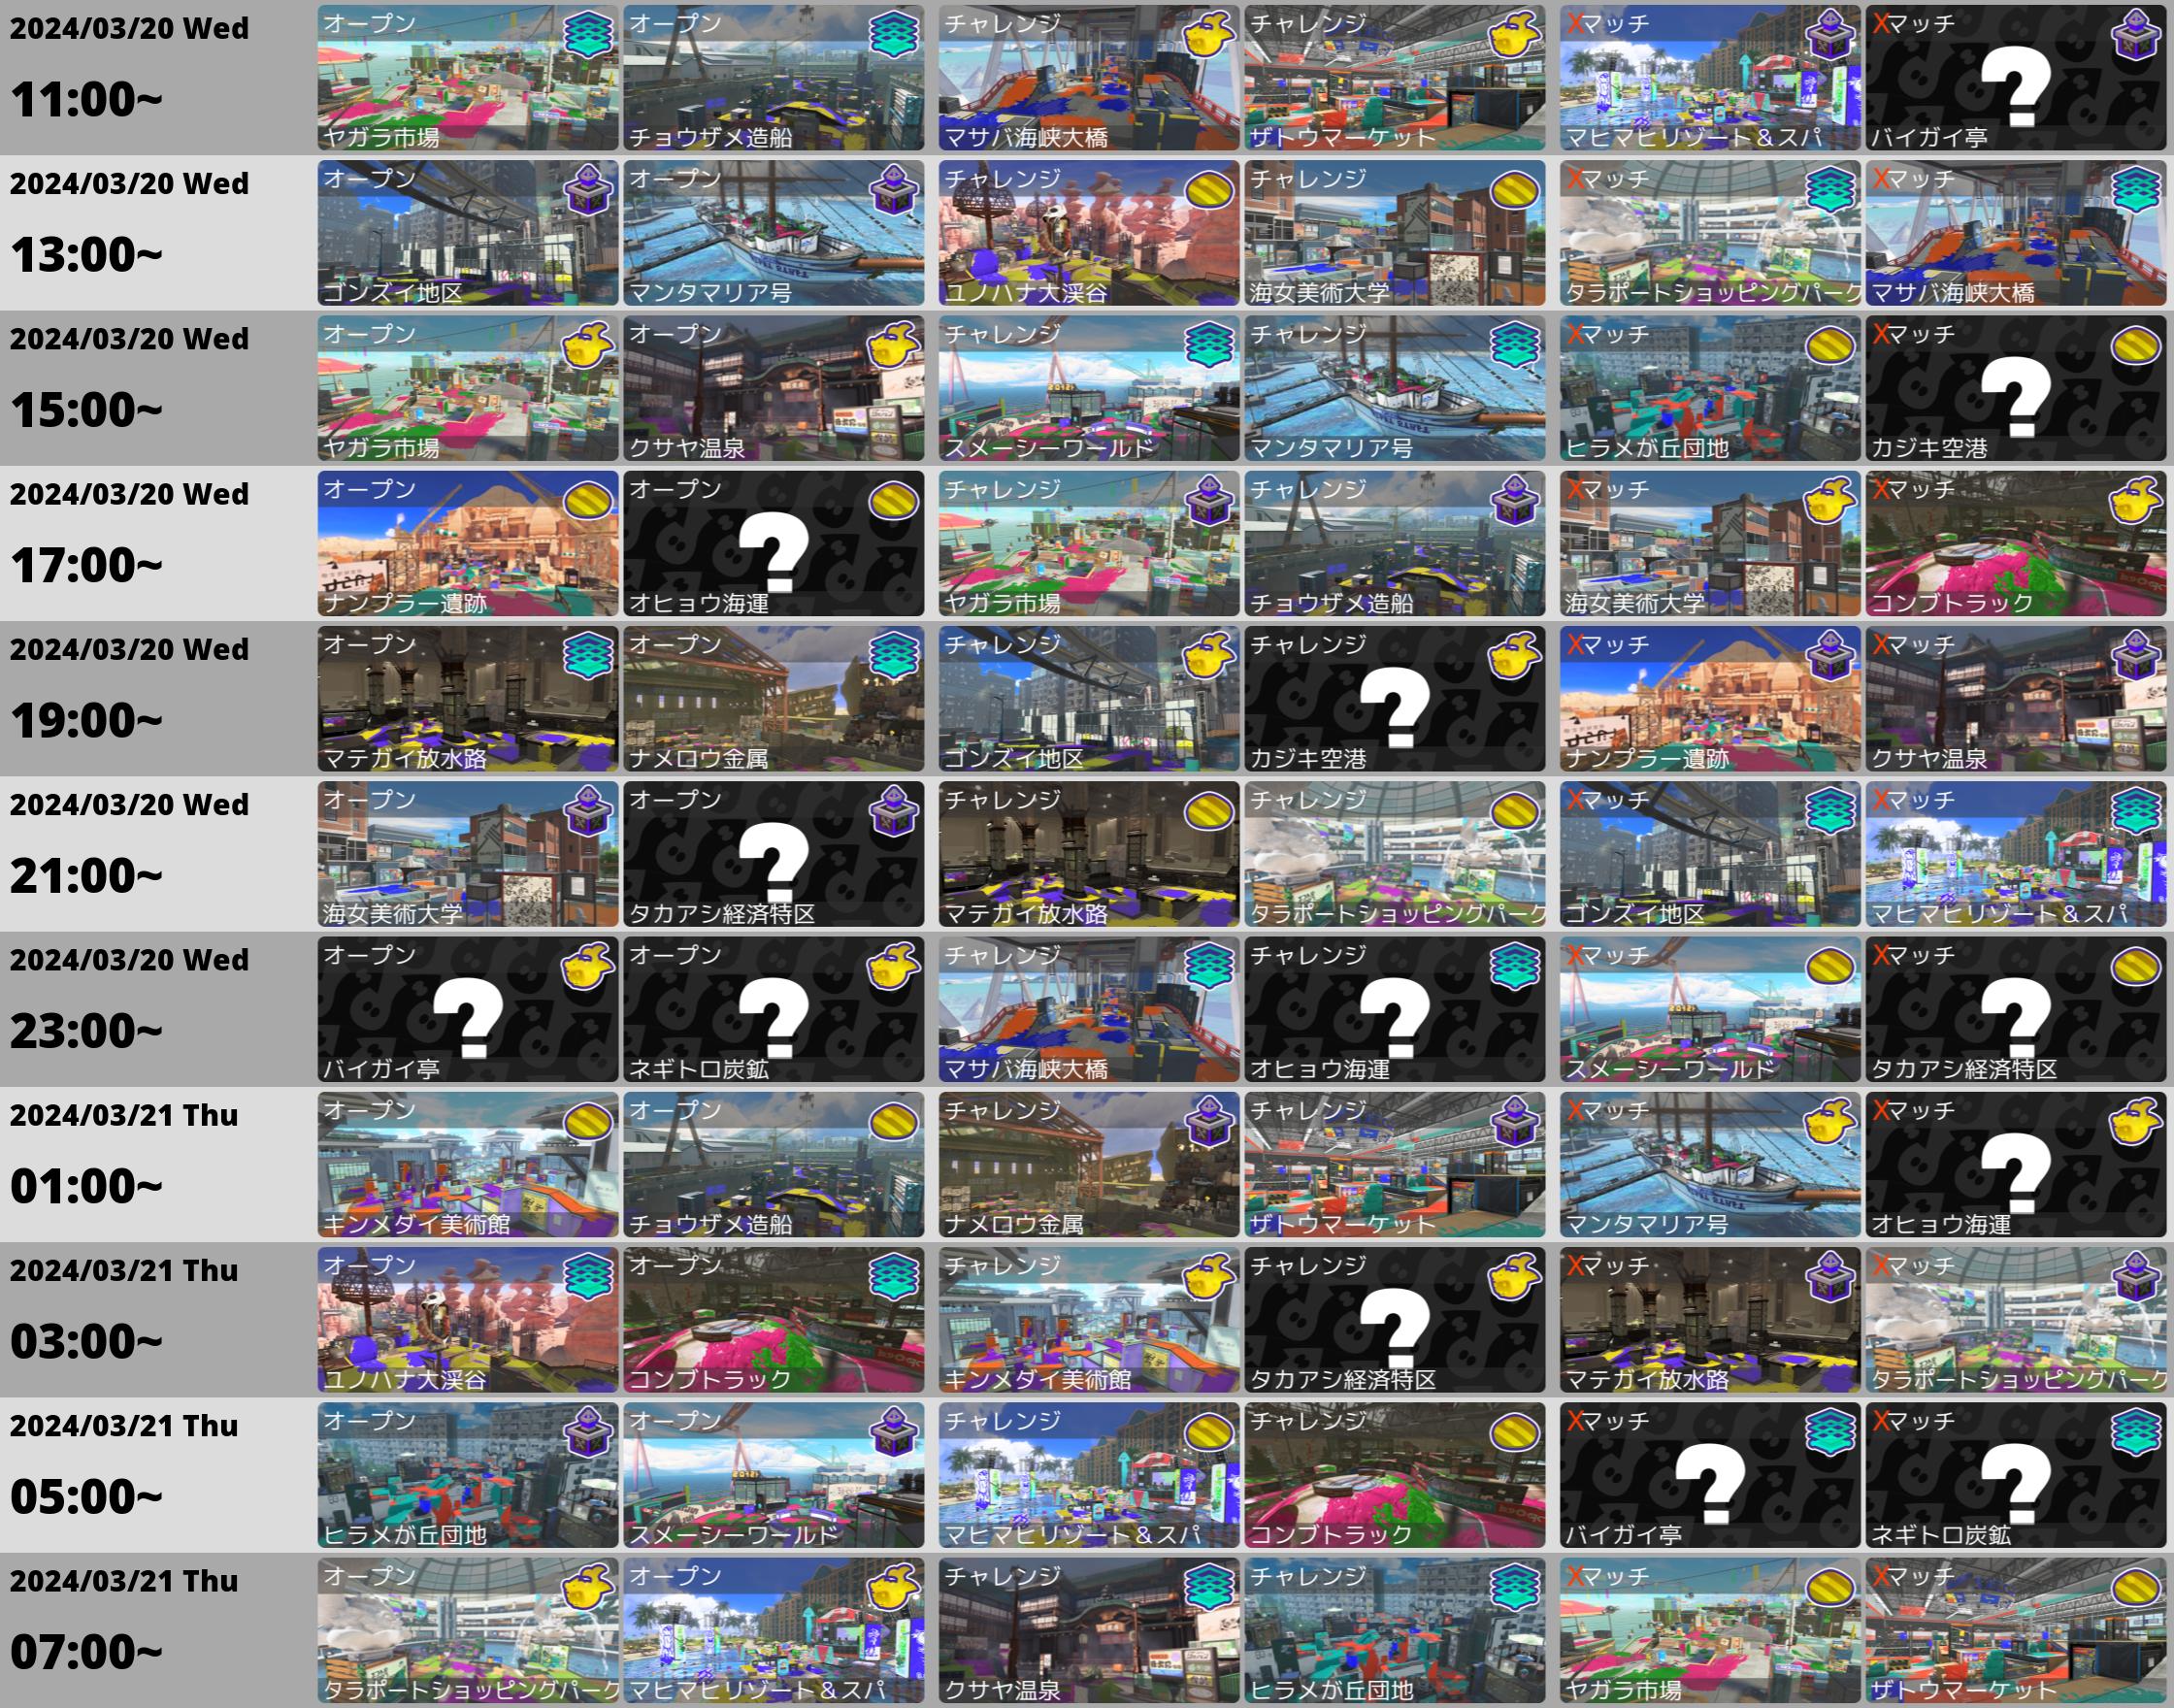 2024/03/20 Wed
11:00~
オープン オープン チャレンジ チャレンジ Xマッチ Xマッチ
ヤガラ市場 チョウザメ造船 マサバ海峡大橋 ザトウマーケット マヒマヒリゾート＆スパ バイガイ亭
2024/03/20 Wed
13:00~
オープン オープン チャレンジ チャレンジ Xマッチ Xマッチ
ゴンズイ地区 マンタマリア号 ユノハナ大渓谷 海女美術大学 タラポートショッピングパーク マサバ海峡大橋
2024/03/20 Wed
15:00~
オープン オープン チャレンジ チャレンジ Xマッチ Xマッチ
ヤガラ市場 クサヤ温泉 スメーシーワールド マンタマリア号 ヒラメが丘団地 カジキ空港
2024/03/20 Wed
17:00~
オープン オープン チャレンジ チャレンジ Xマッチ Xマッチ
ナンプラー遺跡 オヒョウ海運 ヤガラ市場 チョウザメ造船 海女美術大学 コンブトラック
2024/03/20 Wed
19:00~
オープン オープン チャレンジ チャレンジ Xマッチ Xマッチ
マテガイ放水路 ナメロウ金属 ゴンズイ地区 カジキ空港 ナンプラー遺跡 クサヤ温泉
2024/03/20 Wed
21:00~
オープン オープン チャレンジ チャレンジ Xマッチ Xマッチ
海女美術大学 タカアシ経済特区 マテガイ放水路 タラポートショッピングパーク ゴンズイ地区 マヒマヒリゾート＆スパ
2024/03/20 Wed
23:00~
オープン オープン チャレンジ チャレンジ Xマッチ Xマッチ
バイガイ亭 ネギトロ炭鉱 マサバ海峡大橋 オヒョウ海運 スメーシーワールド タカアシ経済特区
2024/03/21 Thu
01:00~
オープン オープン チャレンジ チャレンジ Xマッチ Xマッチ
キンメダイ美術館 チョウザメ造船 ナメロウ金属 ザトウマーケット マンタマリア号 オヒョウ海運
2024/03/21 Thu
03:00~
オープン オープン チャレンジ チャレンジ Xマッチ Xマッチ
ユノハナ大渓谷 コンブトラック キンメダイ美術館 タカアシ経済特区 マテガイ放水路 タラポートショッピングパーク
2024/03/21 Thu
05:00~
オープン オープン チャレンジ チャレンジ Xマッチ Xマッチ
ヒラメが丘団地 スメーシーワールド マヒマヒリゾート＆スパ コンブトラック バイガイ亭 ネギトロ炭鉱
2024/03/21 Thu
07:00~
オープン オープン チャレンジ チャレンジ Xマッチ Xマッチ
タラポートショッピングパーク マヒマヒリゾート＆スパ クサヤ温泉 ヒラメが丘団地 ヤガラ市場 ザトウマーケット